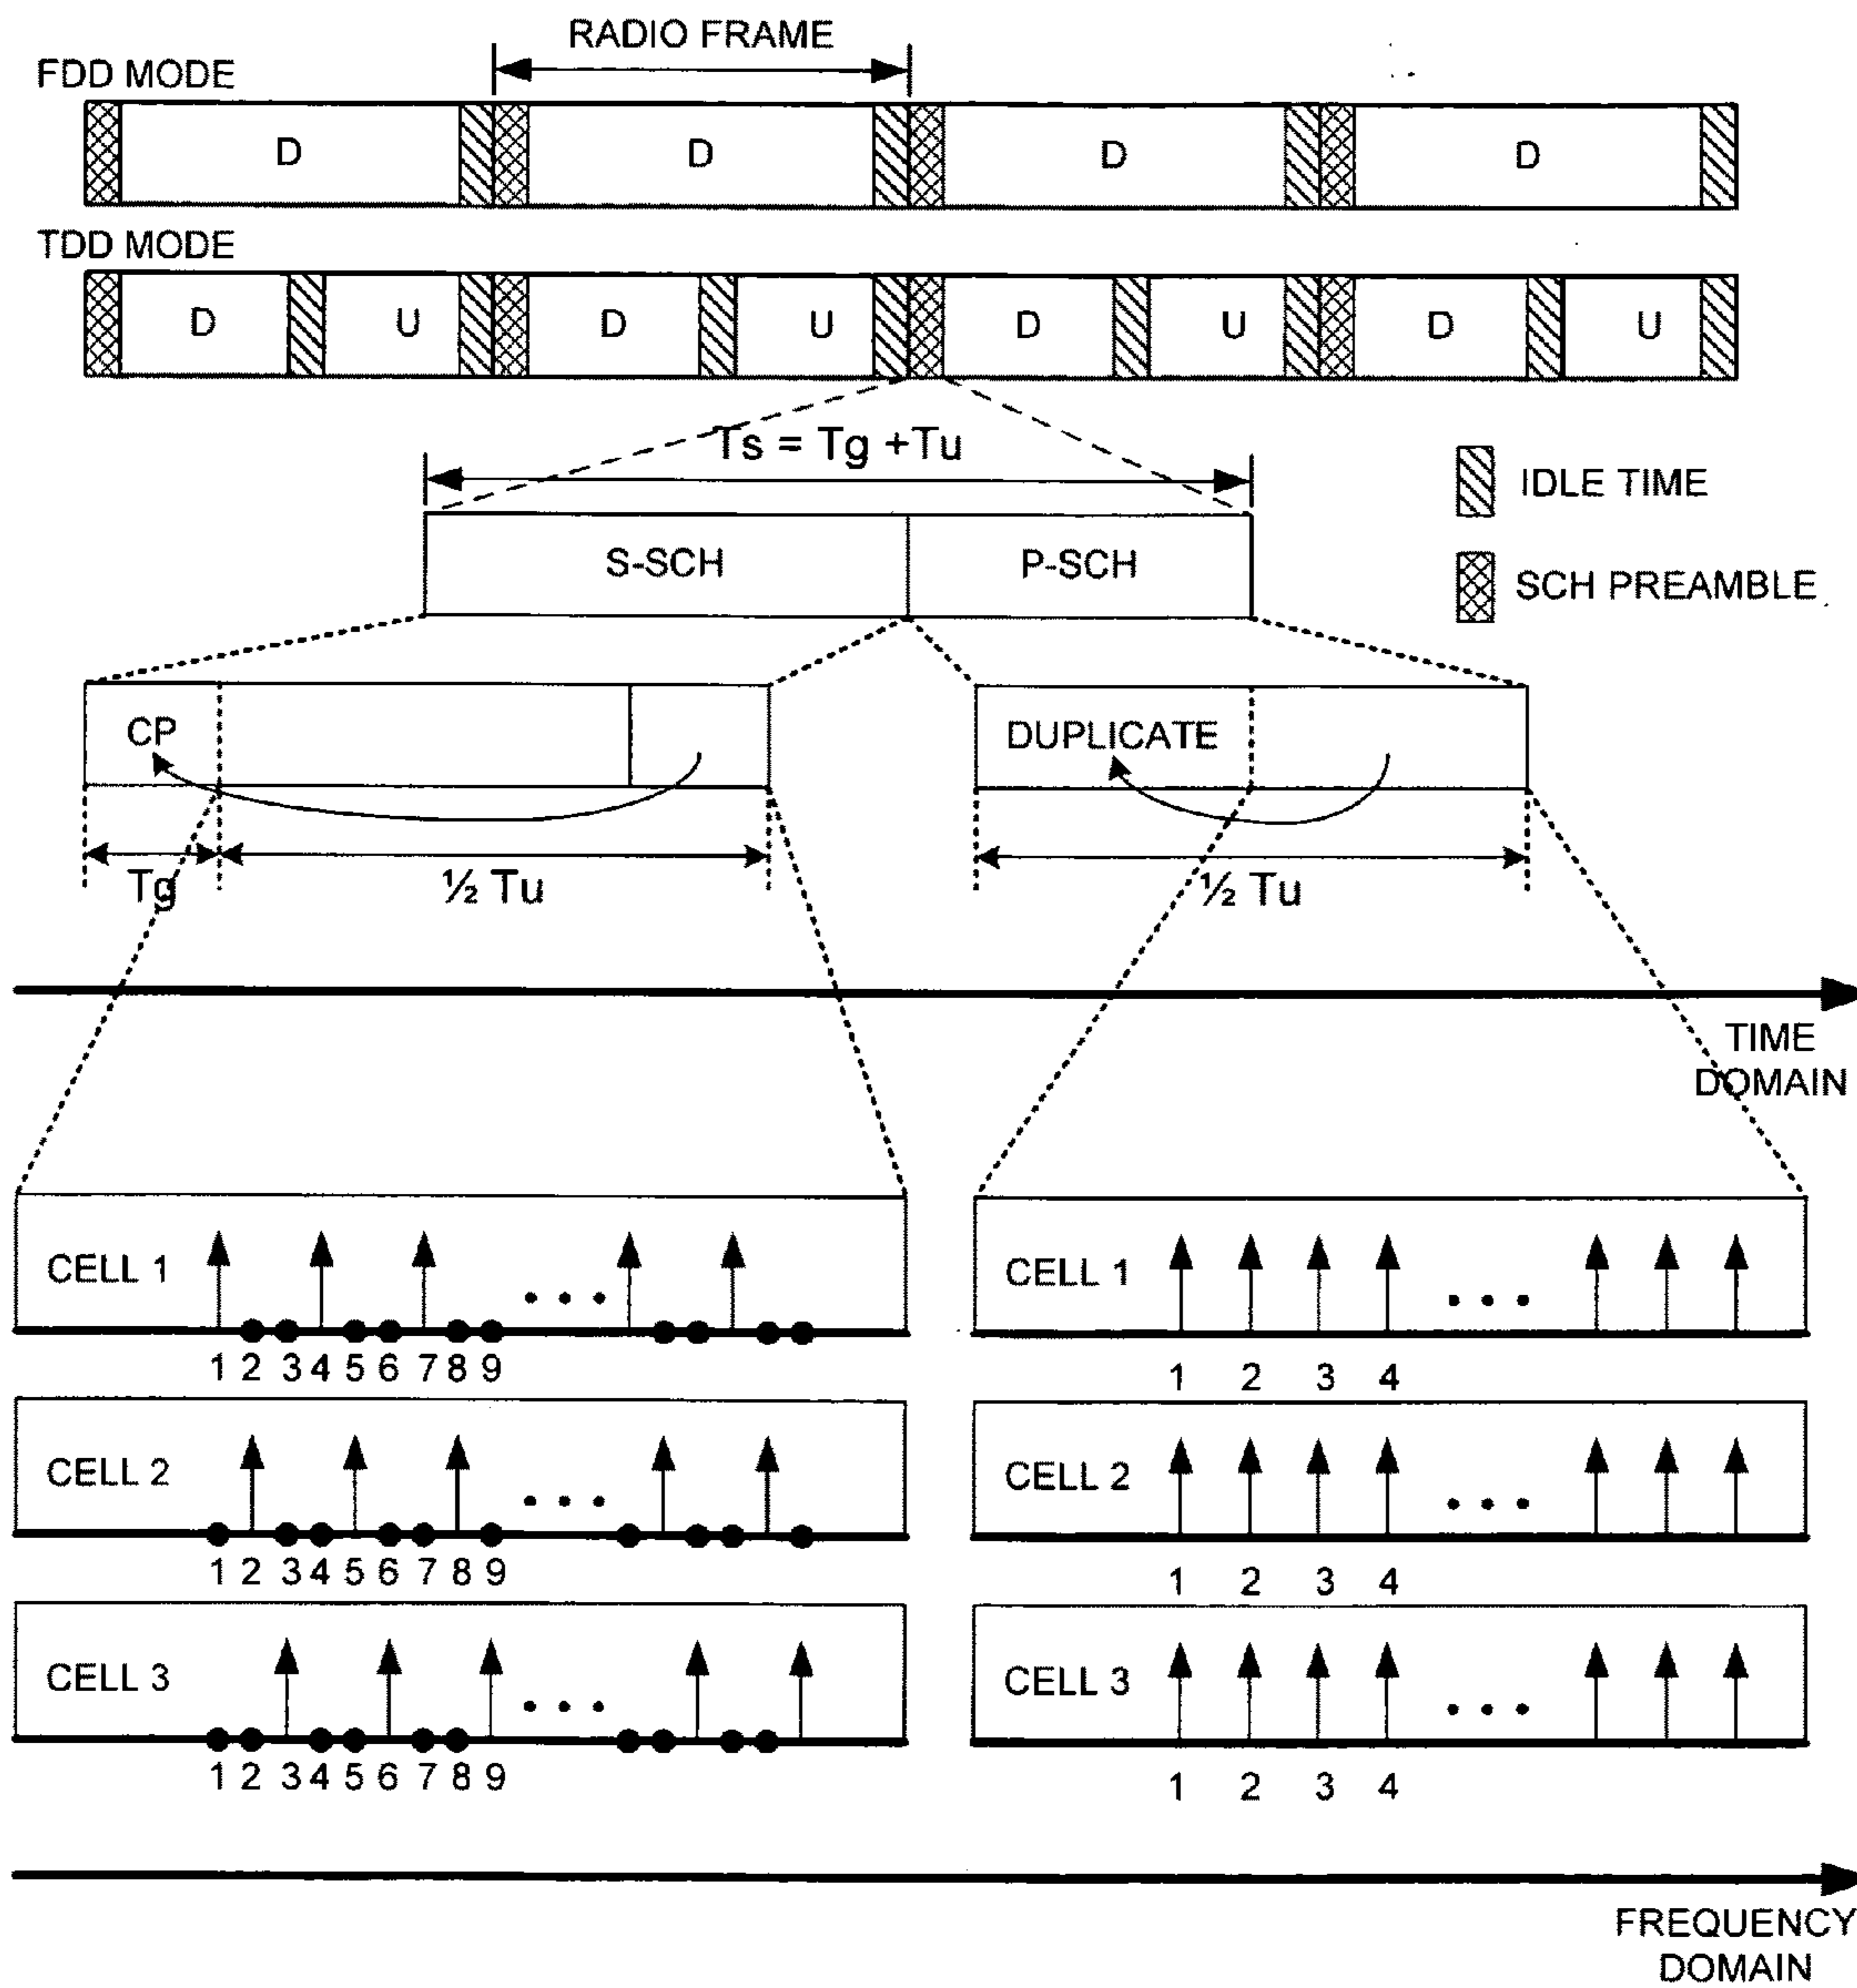 RADIO FRAME
FDD MODE
D D D D
TDD MODE
D U D U D U D U
Ts = Tg +Tu
IDLE TIME
S-SCH P-SCH
SCH PREAMBLE
CP DUPLICATE
Tg ½ Tu ½ Tu
TIME
DOMAIN
CELL 1 CELL 1
1 2 3 4 5 6 7 8 9 1 2 3 4
CELL 2 CELL 2
1 2 3 4 5 6 7 8 9 1 2 3 4
CELL 3 CELL 3
1 2 3 4 5 6 7 8 9 1 2 3 4
FREQUENCY
DOMAIN